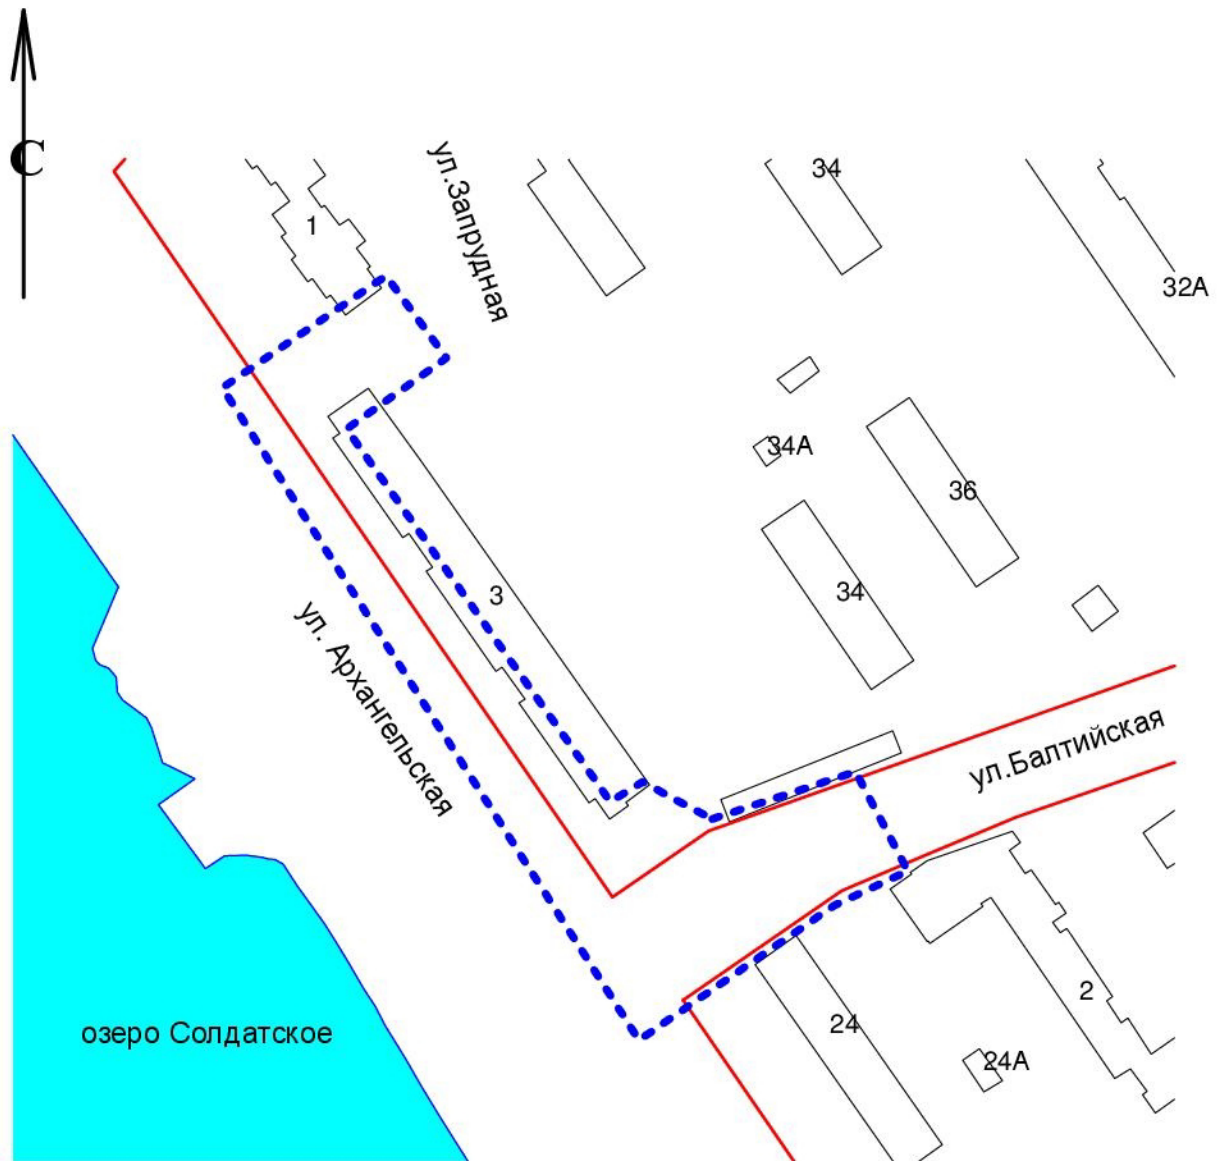 С
ул.Запрудная
34
1
32А
34А
36
34
3
ул. Архангельская
ул.Балтийская
2
24
24А
озеро Солдатское